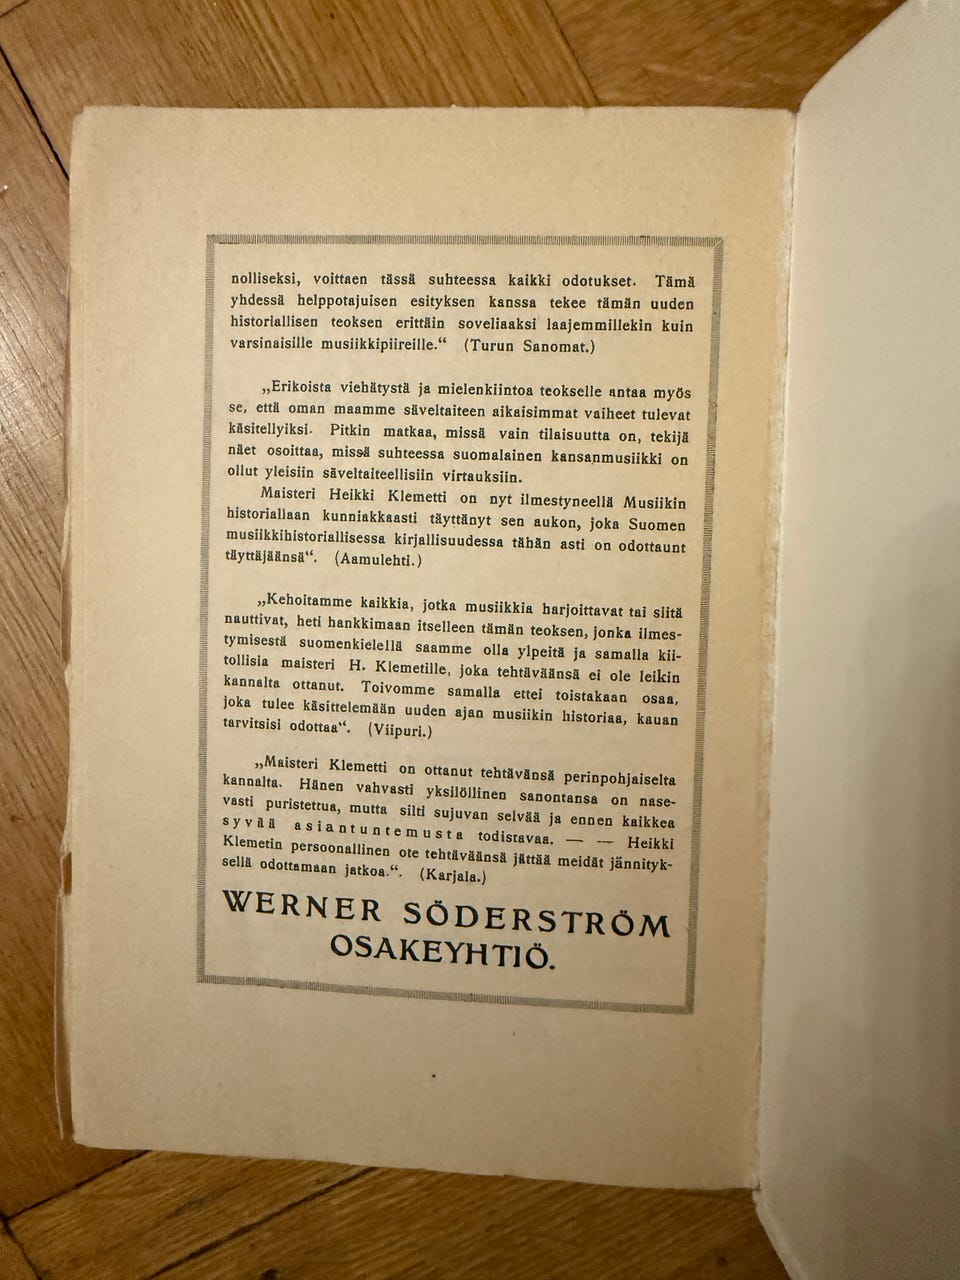 nolliseksi, voittaen tässä suhteessa kaikki odotukset. Tämä
yhdessä helppotajuisen esityksen kanssa tekee tämän uuden
historiallisen teoksen erittäin soveliaaksi laajemmillekin kuin
varsinaisille musiikkipiireille.“ (Turun Sanomat.)
„Erikoista viehätystä ja mielenkiintoa teokselle antaa myös
se, että oman maamme säveltaiteen aikaisimmat vaiheet tulevat
käsitellyiksi. Pitkin matkaa, missä vain tilaisuutta on, tekijä
näet osoittaa, missä suhteessa suomalainen kansanmusiikki on
ollut yleisiin säveltaiteellisiin virtauksiin.
Maisteri Heikki Klemetti on nyt ilmestyneellä Musiikin
historiallaan kunniakkaasti täyttänyt sen aukon, joka Suomen
musiikkihistoriallisessa kirjallisuudessa tähän asti on odottaunt
täyttäjäänsä“. (Aamulehti.)
„Kehoitamme kaikkia, jotka musiikkia harjoittavat tai siitä
nauttivat, heti hankkimaan itselleen tämän teoksen, jonka ilmes-
tymisestä suomenkielellä saamme olla ylpeitä ja samalla kii-
tollisia maisteri H. Klemetille, joka tehtäväänsä ei ole leikin
kannalta ottanut. Toivomme samalla ettei toistakaan osaa,
joka tulee käsittelemään uuden ajan musiikin historiaa, kauan
tarvitsisi odottaa“. (Viipuri.)
„Maisteri Klemetti on ottanut tehtävänsä perinpohjaiselta
kannalta. Hänen vahvasti yksilöllinen sanontansa on nase-
vasti puristettua, mutta silti sujuvan selvää ja ennen kaikkea
syvää asiantuntemusta todistavaa. — — Heikki
Klemetin persoonallinen ote tehtäväänsä jättää meidät jännityk-
sellä odottamaan jatkoa.“. (Karjala.)
WERNER SÖDERSTRÖM
OSAKEYHTIÖ.